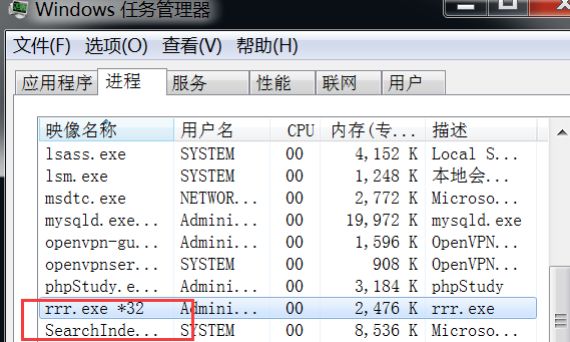 Windows 任务管理器
文件(F) 选项(O) 查看(V) 帮助(H)
应用程序 进程 服务 性能 联网 用户
映像名称 用户名 CPU 内存(专... 描述
lsass.exe SYSTEM 00 4,152 K Local S...
lsm.exe SYSTEM 00 1,248 K 本地会...
msdtc.exe NETWOR... 00 2,772 K Microso...
mysqld.exe... Admini... 00 19,972 K mysqld.exe
openvpn-gu... Admini... 00 1,596 K OpenVPN...
openvpnser... SYSTEM 00 908 K OpenVPN...
phpStudy.e... Admini... 00 3,184 K phpStudy
rrr.exe *32 Admini... 00 2,476 K rrr.exe
SearchInde... SYSTEM 00 8,536 K Microso...